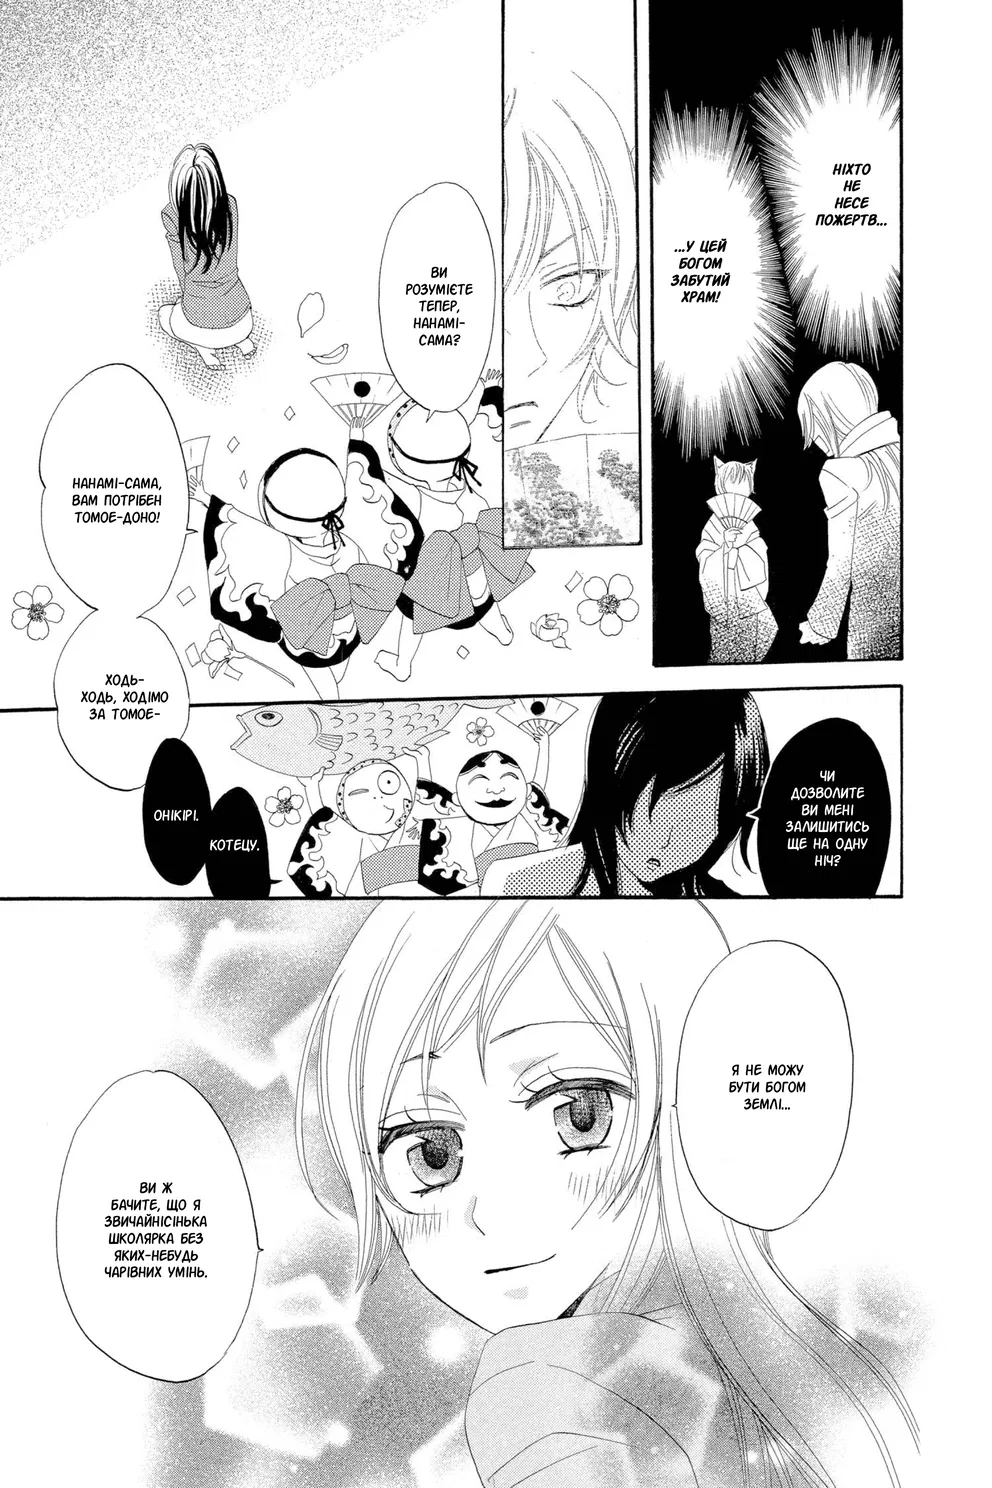 НІХТО
НЕ
НЕСЕ
ПОЖЕРТВ...
...У ЦЕЙ
БОГОМ
ЗАБУТИЙ
ХРАМ!
ВИ
РОЗУМІЄТЕ
ТЕПЕР,
НАНАМІ-
САМА?
НАНАМІ-САМА,
ВАМ ПОТРІБЕН
ТОМОЕ-ДОНО!
ХОДЬ-
ХОДЬ, ХОДІМО
ЗА ТОМОЕ-
ЧИ
ДОЗВОЛИТЕ
ВИ МЕНІ
ЗАЛИШИТИСЬ
ЩЕ НА ОДНУ
НІЧ?
КОТЕЦУ.
ОНІКІРІ.
Я НЕ МОЖУ
БУТИ БОГОМ
ЗЕМЛІ...
ВИ Ж
БАЧИТЕ, ЩО Я
ЗВИЧАЙНІСІНЬКА
ШКОЛЯРКА БЕЗ
ЯКИХ-НЕБУДЬ
ЧАРІВНИХ УМІНЬ.